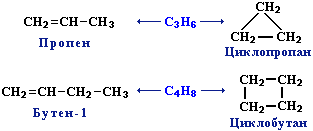 CH₂
CH₂=CH-CH₃ C₃H₆
CH₂-CH₂
Пропен Циклопропан
CH₂-CH₂
CH₂=CH-CH₂-CH₃ C₄H₈
CH₂-CH₂
Бутен-1 Циклобутан